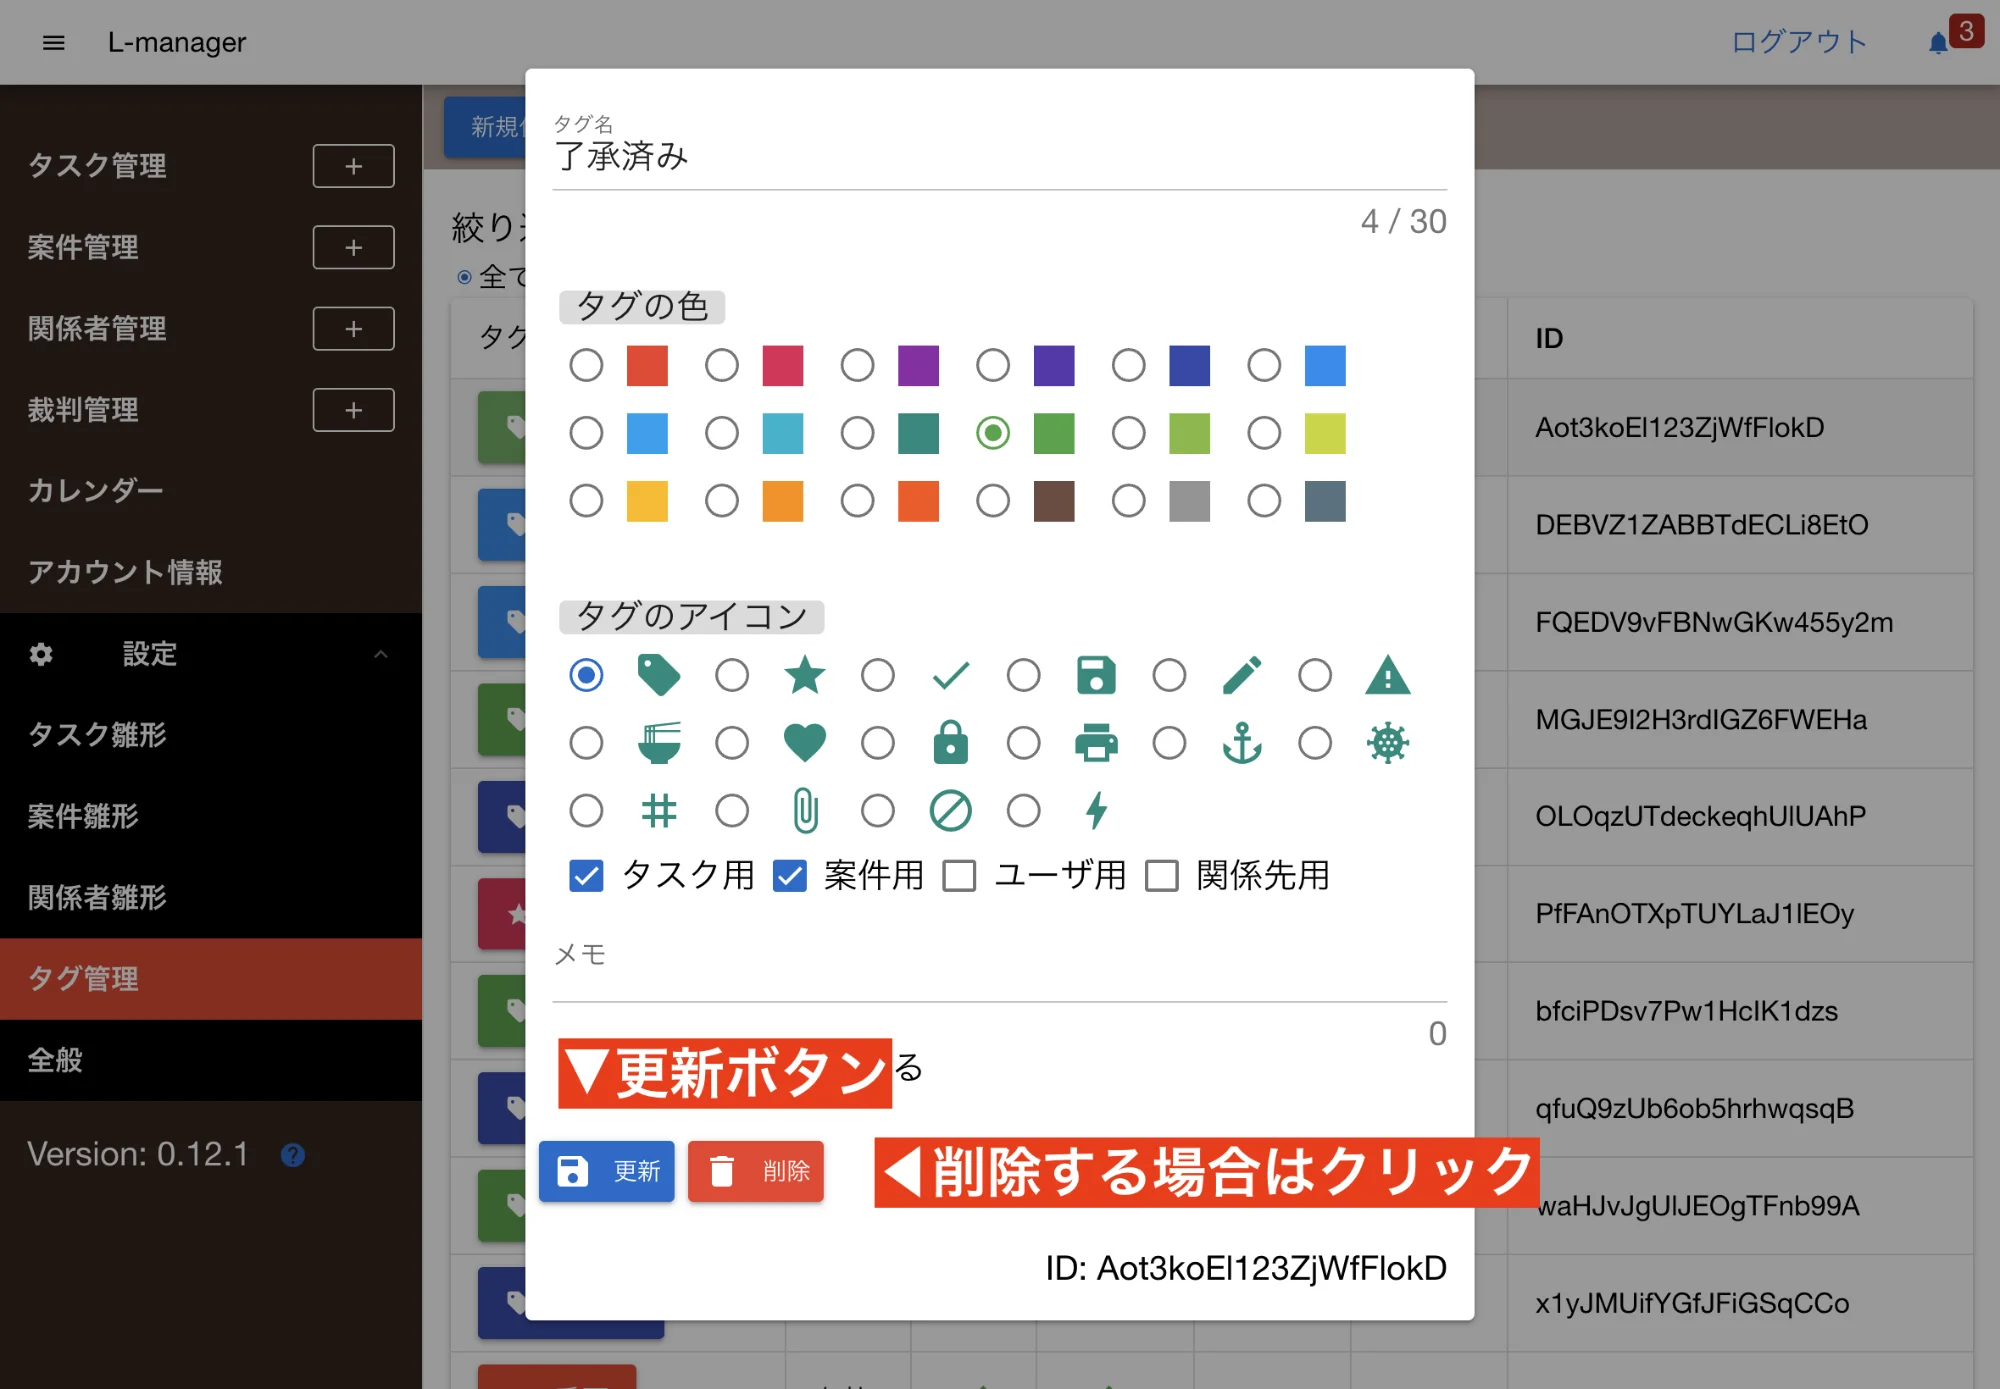 L-manager
ログアウト
3
タスク管理
案件管理
関係者管理
裁判管理
カレンダー
アカウント情報
設定
タスク雛形
案件雛形
関係者雛形
タグ管理
全般
Version: 0.12.1
新規
絞り
全て
タグ
タグ名
了承済み
4 / 30
タグの色
タグのアイコン
タスク用 案件用 ユーザ用 関係先用
メモ
0
▼更新ボタン る
更新 削除 ◀削除する場合はクリック
ID: Aot3koEl123ZjWfFlokD
ID
Aot3koEl123ZjWfFlokD
DEBVZ1ZABBTdECLi8EtO
FQEDV9vFBNwGKw455y2m
MGJE9I2H3rdIGZ6FWEHa
OLOqzUTdeckeqhUlUAhP
PfFAnOTXpTUYLaJ1lEOy
bfciPDsv7Pw1HcIK1dzs
qfuQ9zUb6ob5hrhwqsqB
waHJvJgUlJEOgTFnb99A
x1yJMUifYGfJFiGSqCCo